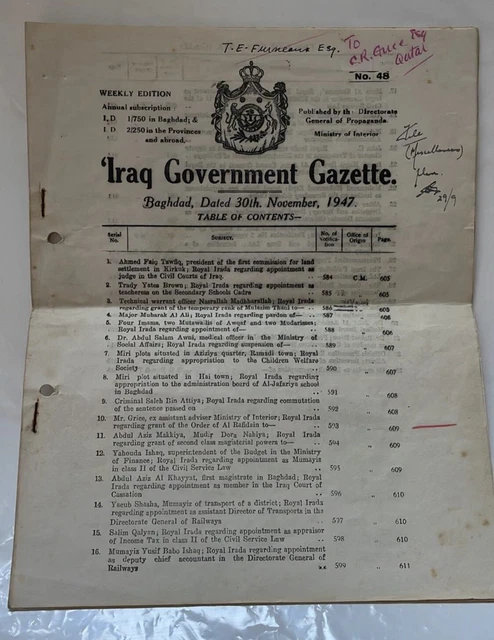 T. E. Furneaux Esq.
To
C.R. Grice Esq
Qatar
No. 48
WEEKLY EDITION
Annual subscription:
I.D 1/750 in Baghdad; &
I D 2/250 in the Provinces
and abroad.
Published by the Directorate
General of Propaganda
Ministry of Interior
File
(Miscellaneous)
29/9
'Iraq Government Gazette.
Baghdad, Dated 30th. November, 1947.
TABLE OF CONTENTS—
Serial No. Subject. No. of Notification Office of Origin Page.
1. Ahmed Faiq Tawfiq, president of the first commission for land
settlement in Kirkuk; Royal Irada regarding appointment as
judge in the Civil Courts of Iraq. 584 C.M. 605
2. Trady Yates Brown; Royal Irada regarding appointment as
teacheress on the Secondary Schools Cadre 585 605
3. Technical warrant officer Nasrallah Madhborallah; Royal Irada
regarding grant of the temporary rank of Mulazim Thani to— 586 606
4. Major Mubarak Al Ali; Royal Irada regarding pardon of— 587 606
5. Four Imams, two Mutawallis of Awqaf and two Mudarises;
Royal Irada regarding appointment of— 588 606
6. Dr. Abdul Salam Awni, medical officer in the Ministry of
Social Affairs; Royal Irada regarding suspension of— 589 607
7. Miri plots situated in Aziziya quarter, Ramadi town; Royal
Irada regarding appropriation to the Children Welfare
Society 590 607
8. Miri plot situated in Hai town; Royal Irada regarding
appropriation to the administration board of Al-Jafariya school
in Baghdad 591 608
9. Criminal Saleh Bin Attiya; Royal Irada regarding commutation
of the sentence passed on 592 608
10. Mr. Grice, ex assistant adviser Ministry of Interior; Royal Irada
regarding grant of the Order Al Rafidain to— 593 609
11. Abdul Aziz Makkiya, Mudir Dora Nahiya; Royal Irada
regarding grant of second class magisterial powers to— 594 609
12. Yahouda Ishaq, superintendent of the Budget in the Ministry
of Finance; Royal Irada regarding appointment as Mumayiz
in class II of the Civil Service Law 595 609
13. Abdul Aziz Al Khayyat, first magistrate in Baghdad; Royal
Irada regarding appointment as member in the Iraq Court of
Cassation 596 610
14. Yacub Shasha, Mumayiz of transport of a district; Royal Irada
regarding appointment as assistant Director of Transports in the
Directorate General of Railways 597 610
15. Salim Qalyan; Royal Irada regarding appointment as appraisor
of Income Tax in class II of the Civil Service Law 598 610
16. Mumayiz Yusif Babo Ishaq; Royal Irada regarding appointment
as deputy chief accountant in the Directorate General of
Railways 599 611